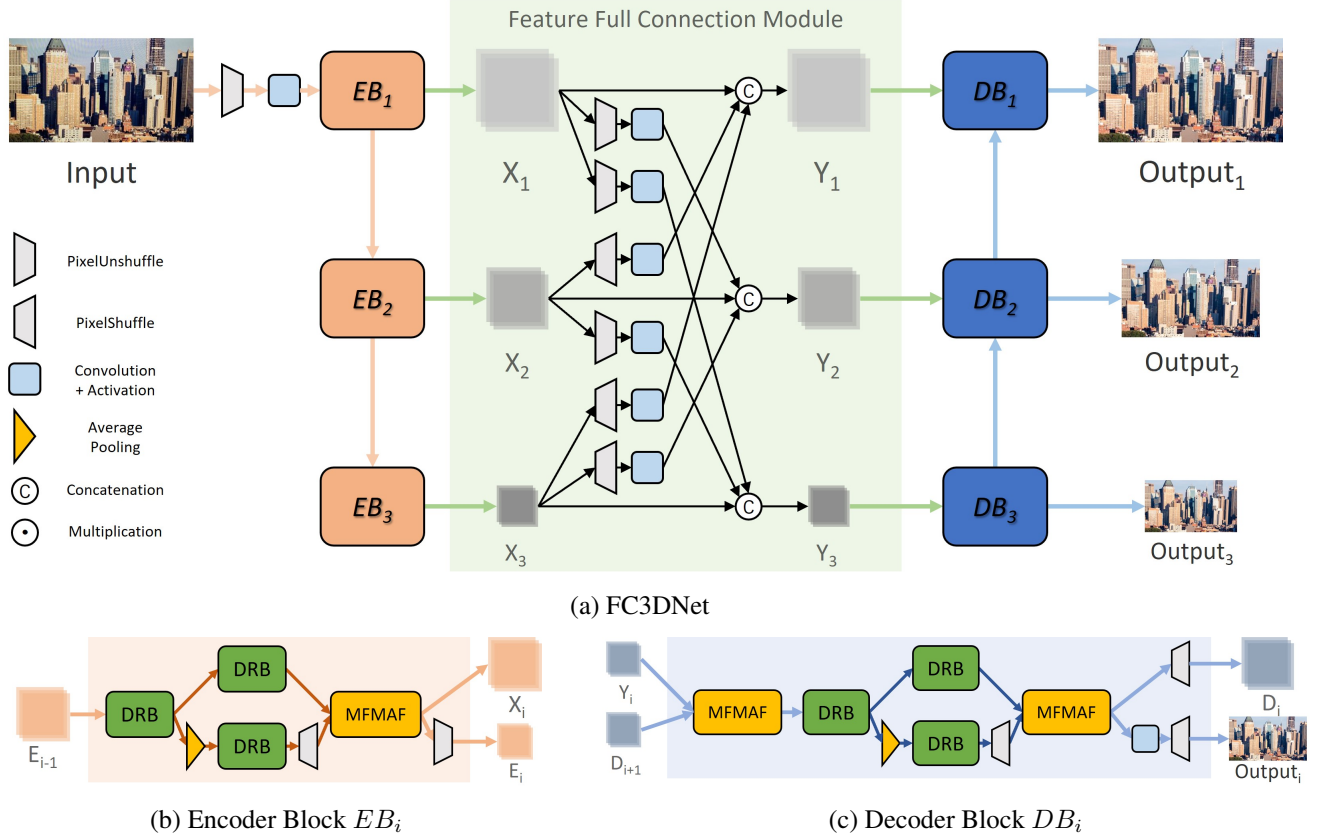 Feature Full Connection Module
Input
EB1
X1
C
Y1
DB1
Output1
PixelUnshuffle
PixelShuffle
Convolution
+ Activation
Average
Pooling
C Concatenation
Multiplication
EB2
X2
C
Y2
DB2
Output2
EB3
X3
C
Y3
DB3
Output3
(a) FC3DNet
Ei-1
DRB
DRB
DRB
MFMAF
Xi
Ei
(b) Encoder Block EBi
Yi
Di+1
MFMAF
DRB
DRB
DRB
MFMAF
Di
Outputi
(c) Decoder Block DBi